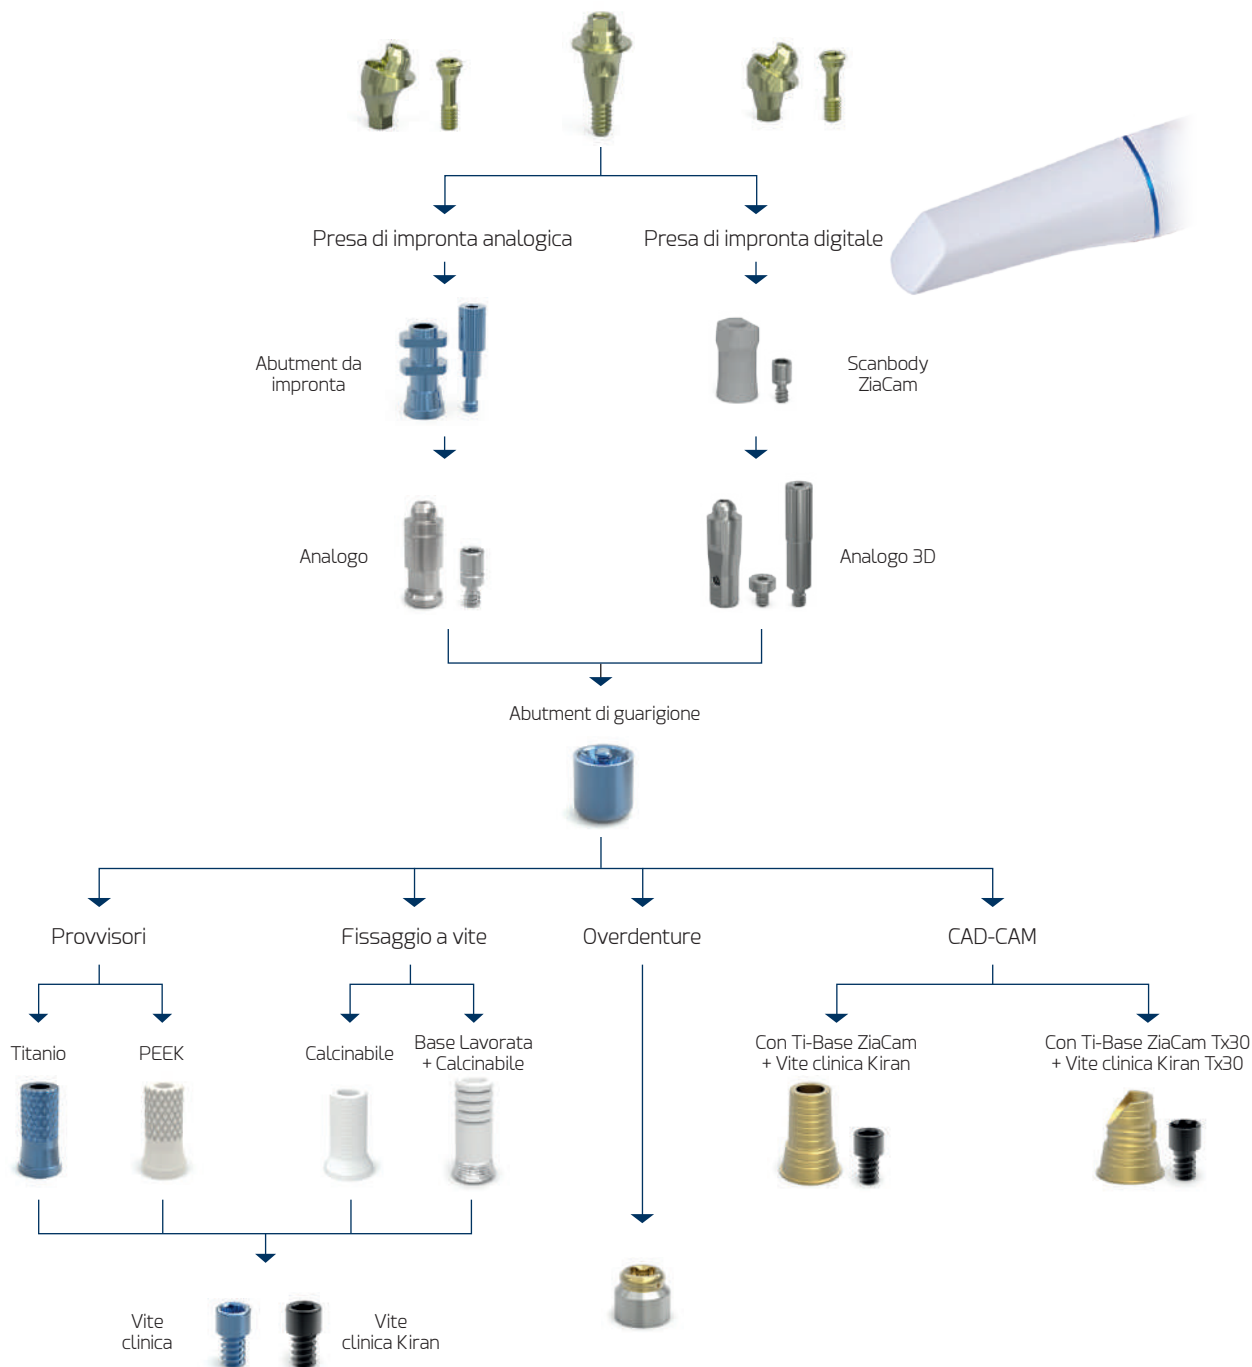 Presa di impronta analogica
Presa di impronta digitale
Abutment da
impronta
Scanbody
ZiaCam
Analogo
Analogo 3D
Abutment di guarigione
Provvisori
Fissaggio a vite
Overdenture
CAD-CAM
Titanio
PEEK
Calcinabile
Base Lavorata
+ Calcinabile
Con Ti-Base ZiaCam
+ Vite clinica Kiran
Con Ti-Base ZiaCam Tx30
+ Vite clinica Kiran Tx30
Vite
clinica
Vite
clinica Kiran